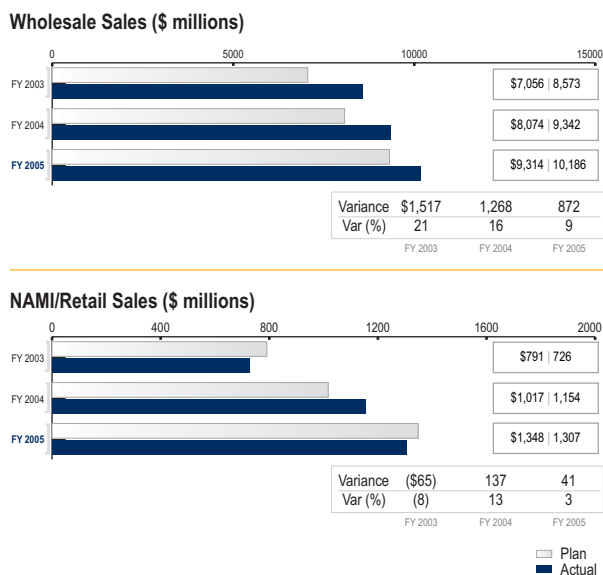 Wholesale Sales ($ millions)
0 5000 10000 15000
FY 2003 $7,056 | 8,573
FY 2004 $8,074 | 9,342
FY 2005 $9,314 | 10,186
Variance $1,517 1,268 872
Var (%) 21 16 9
FY 2003 FY 2004 FY 2005
NAMI/Retail Sales ($ millions)
0 400 800 1200 1600 2000
FY 2003 $791 | 726
FY 2004 $1,017 | 1,154
FY 2005 $1,348 | 1,307
Variance ($65) 137 41
Var (%) (8) 13 3
FY 2003 FY 2004 FY 2005
Plan
Actual